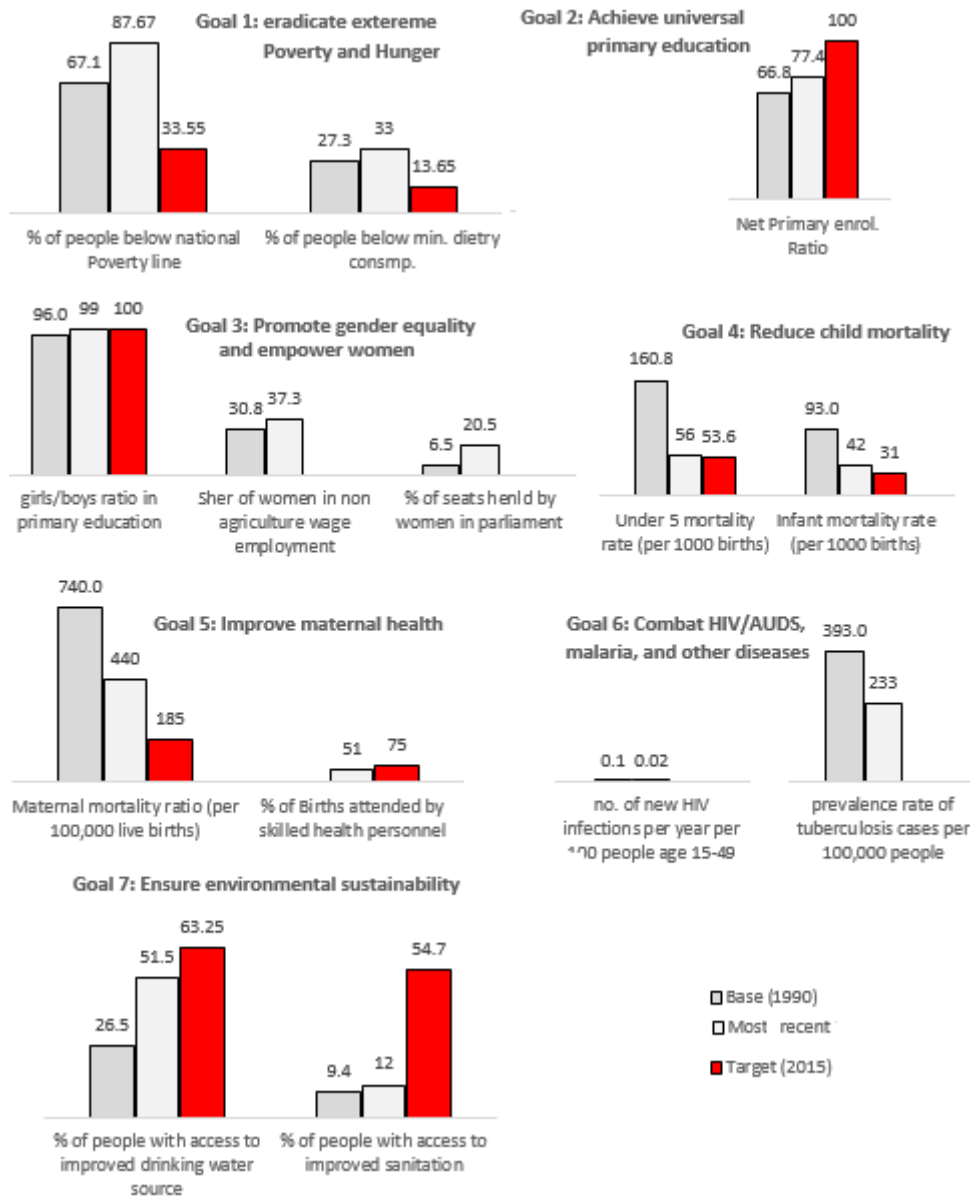 Goal 1: eradicate extereme
Poverty and Hunger
87.67
67.1
33.55
27.3
33
13.65
% of people below national
Poverty line
% of people below min. dietry
consmp.
Goal 2: Achieve universal
primary education
100
66.8
77.4
Net Primary enrol.
Ratio
Goal 3: Promote gender equality
and empower women
96.0
99
100
30.8
37.3
6.5
20.5
girls/boys ratio in
primary education
Sher of women in non
agriculture wage
employment
% of seats henld by
women in parliament
Goal 4: Reduce child mortality
160.8
56
53.6
93.0
42
31
Under 5 mortality
rate (per 1000 births)
Infant mortality rate
(per 1000 births)
740.0
Goal 5: Improve maternal health
440
185
51
75
Maternal mortality ratio (per
100,000 live births)
% of Births attended by
skilled health personnel
Goal 6: Combat HIV/AUDS,
malaria, and other diseases
393.0
233
0.1
0.02
no. of new HIV
infections per year per
100 people age 15-49
prevalence rate of
tuberculosis cases per
100,000 people
Goal 7: Ensure environmental sustainability
63.25
51.5
26.5
54.7
9.4
12
% of people with access to
improved drinking water
source
% of people with access to
improved sanitation
Base (1990)
Most recent
Target (2015)